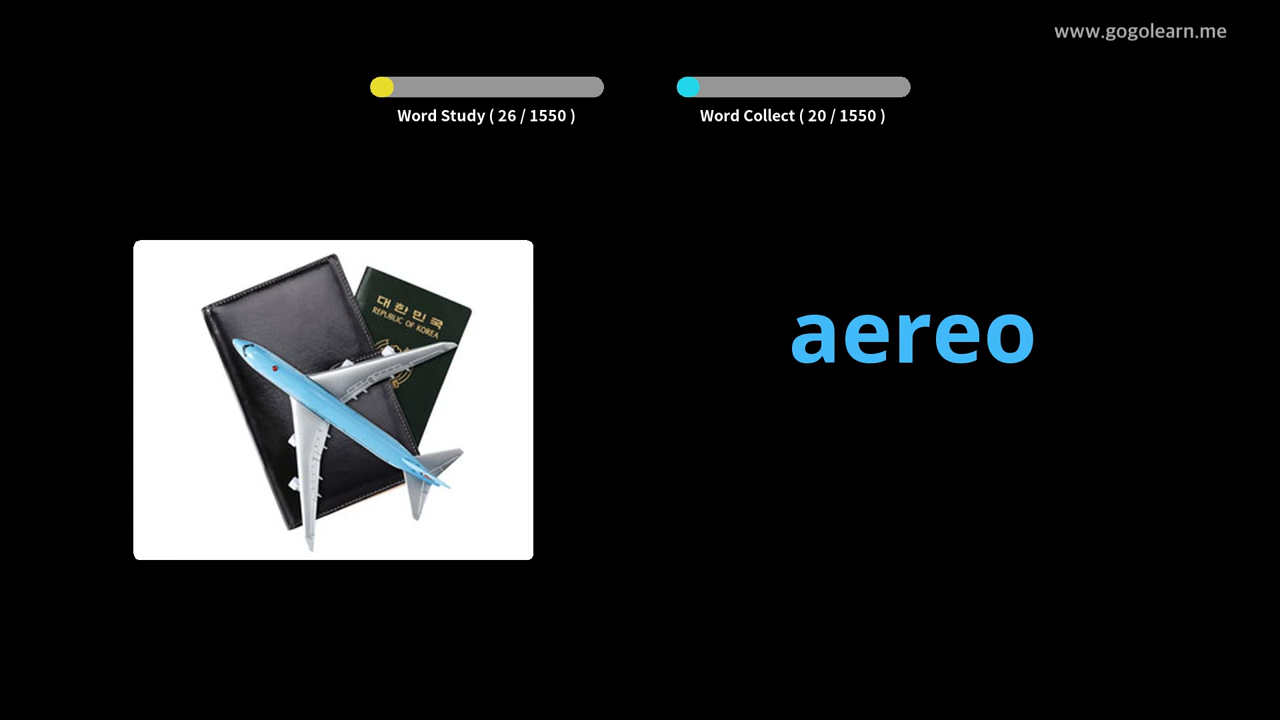 www.gogolearn.me
Word Study ( 26 / 1550 )
Word Collect ( 20 / 1550 )
대한민국
REPUBLIC OF KOREA
aereo